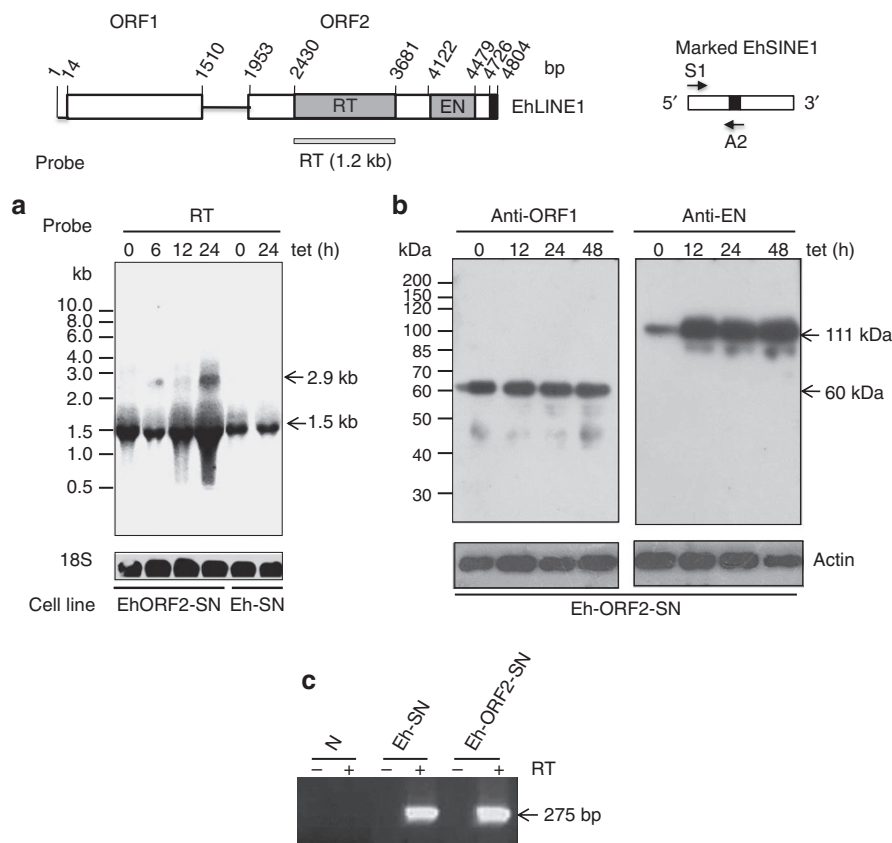 ORF1 ORF2
1 14 1510 1953 2430 3681 4122 4479 4726 4804 bp
RT EN EhLINE1
Probe RT (1.2 kb)
Marked EhSINE1
S1
5′ 3′
A2
a
Probe RT
0 6 12 24 0 24 tet (h)
kb
10.0
8.0
6.0
4.0
3.0
2.0
1.5
1.0
0.5
2.9 kb
1.5 kb
18S
Cell line EhORF2-SN Eh-SN
b
Anti-ORF1 Anti-EN
kDa 0 12 24 48 0 12 24 48 tet (h)
200
150
120
100
85
70
60
50
40
30
111 kDa
60 kDa
Actin
Eh-ORF2-SN
c
N Eh-SN Eh-ORF2-SN
− + − + − + RT
275 bp